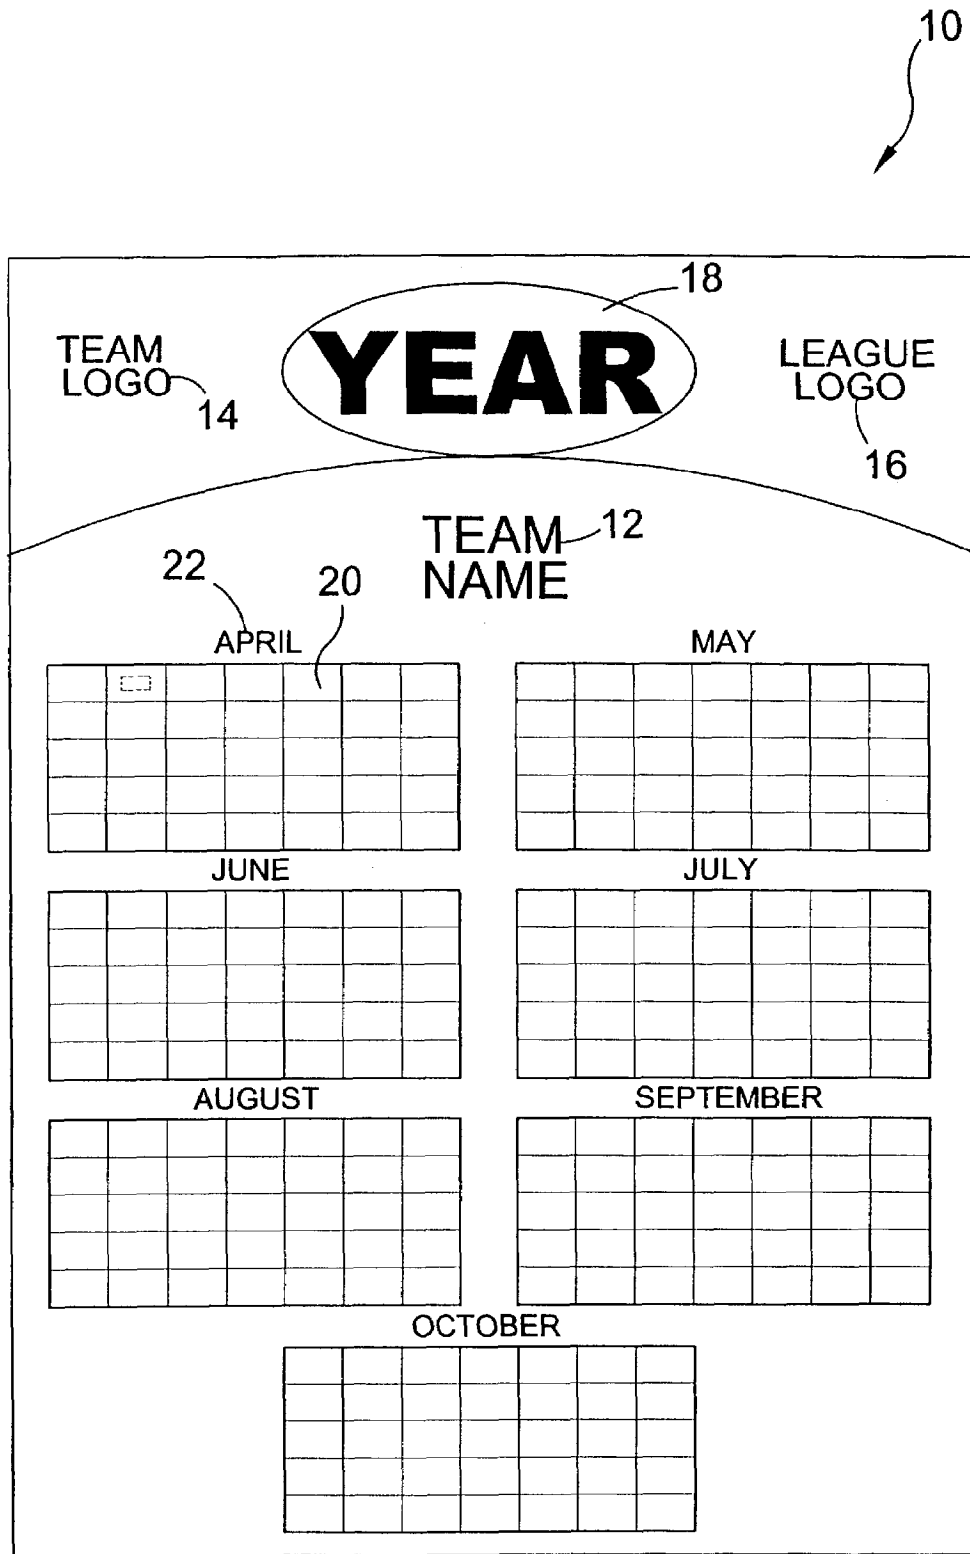 10
18
YEAR
TEAM
LOGO
14
LEAGUE
LOGO
16
TEAM
NAME
12
22
20
APRIL
MAY
JUNE
JULY
AUGUST
SEPTEMBER
OCTOBER